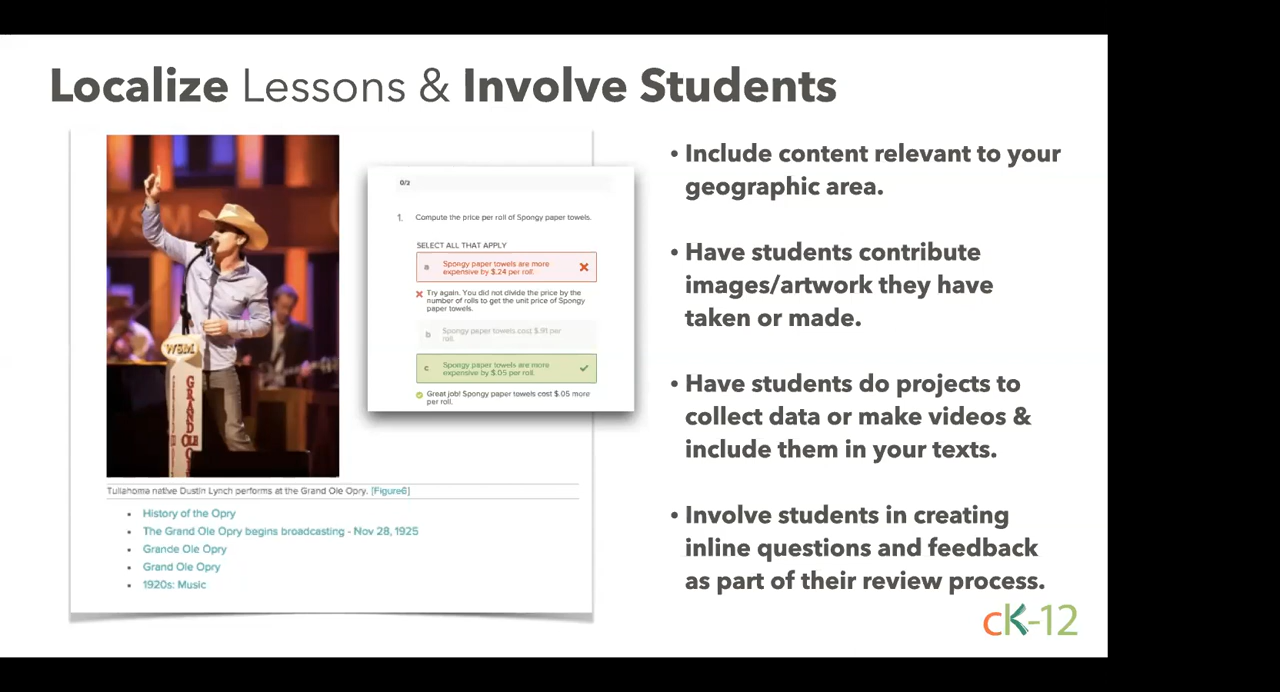 Localize Lessons & Involve Students
WSM
WSM
GRAND OLE O
Tullahoma native Dustin Lynch performs at the Grand Ole Opry. [Figure6]
• History of the Opry
• The Grand Ole Opry begins broadcasting - Nov 28, 1925
• Grande Ole Opry
• Grand Ole Opry
• 1920s: Music
0/2
1. Compute the price per roll of Spongy paper towels.
SELECT ALL THAT APPLY
a Spongy paper towels are more
expensive by $.24 per roll.
Try again. You did not divide the price by the
number of rolls to get the unit price of Spongy
paper towels.
b Spongy paper towels cost $.91 per
roll.
c Spongy paper towels are more
expensive by $.05 per roll.
Great job! Spongy paper towels cost $.05 more
per roll.
• Include content relevant to your
geographic area.
• Have students contribute
images/artwork they have
taken or made.
• Have students do projects to
collect data or make videos &
include them in your texts.
• Involve students in creating
inline questions and feedback
as part of their review process.
cK-12